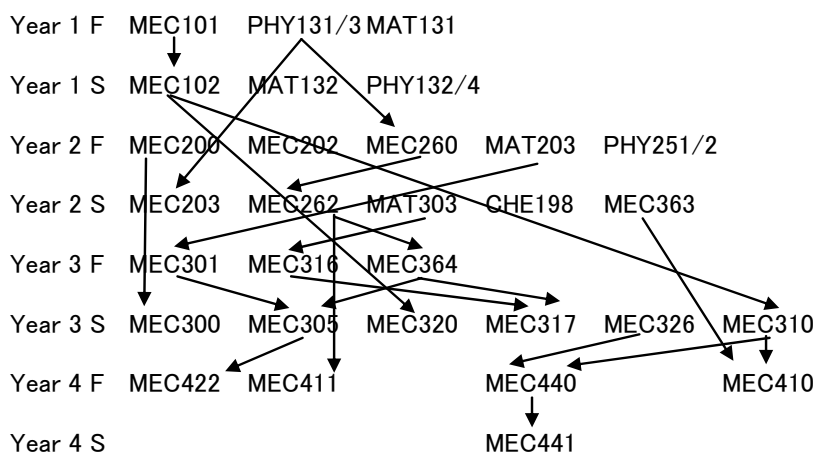 Year 1 F MEC101 PHY131/3 MAT131
Year 1 S MEC102 MAT132 PHY132/4
Year 2 F MEC200 MEC202 MEC260 MAT203 PHY251/2
Year 2 S MEC203 MEC262 MAT303 CHE198 MEC363
Year 3 F MEC301 MEC316 MEC364
Year 3 S MEC300 MEC305 MEC320 MEC317 MEC326 MEC310
Year 4 F MEC422 MEC411 MEC440 MEC410
Year 4 S MEC441